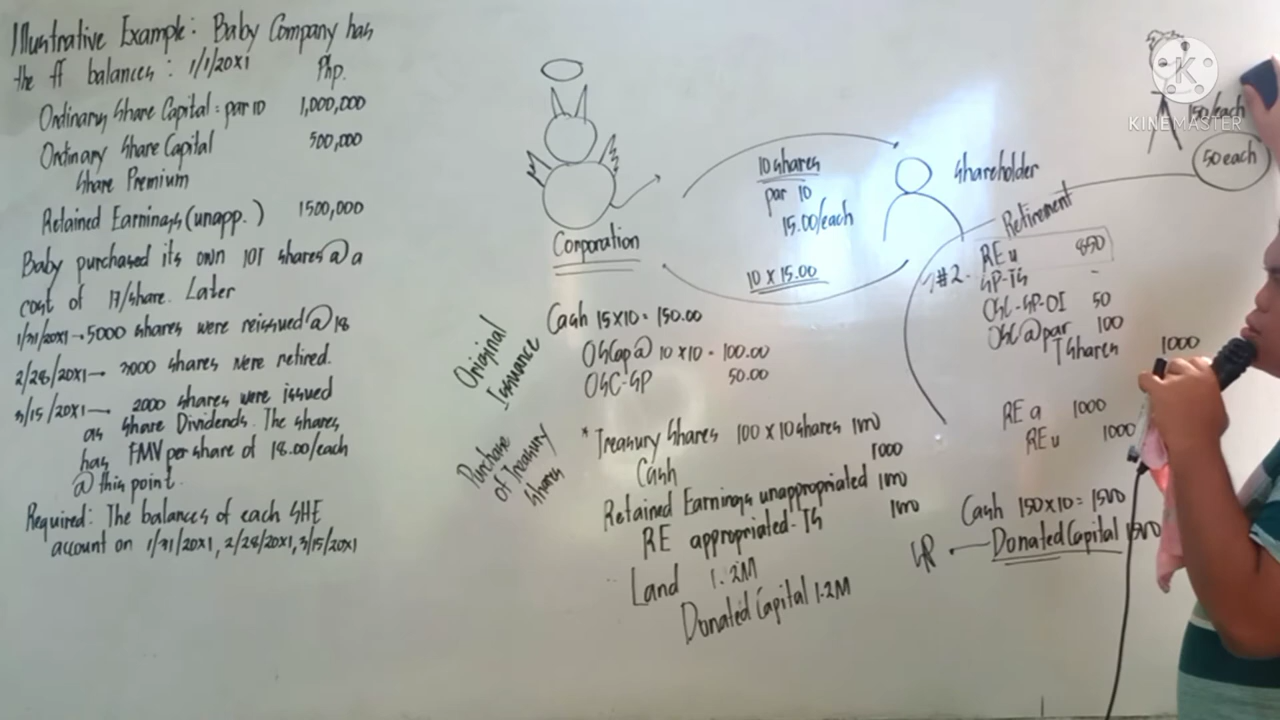 Illustrative Example: Baby Company has
the ff balances: 1/1/20x1 Php.
Ordinary Share Capital: par 10 1,000,000
Ordinary Share Capital 500,000
Share Premium
Retained Earnings (unapp.) 1500,000
Baby purchased its own 10T shares @ a
cost of 17/share. Later
1/31/20x1 → 5000 shares were reissued @ 18
2/28/20x1 → 3000 shares were retired.
3/15/20x1 → 2000 shares were issued
as share Dividends. The shares
has FMV per share of 18.00/each
@ this point.
Required: The balances of each SHE
account on 1/31/20x1, 2/28/20x1, 3/15/20x1
Corporation
10 shares
par 10
15.00/each
10 x 15.00
Shareholder
Original
Issuance
Cash 15x10 = 150.00
OSCap @ 10 x 10 = 100.00
OSC-SP 50.00
Purchase
of Treasury
Shares
* Treasury Shares 100 x 10 shares 1000
Cash 1000
Retained Earnings unappropriated 1000
RE appropriated-TS 1000
Land 1.2M
Donated Capital 1.2M
150/each
50 each
KINEMASTER
Retirement
#2-
REu 850
SP-TS -
OSC-SP-OI 50
OSC@par 100
TShares 1000
REa 1000
REu 1000
Cash 150x10 = 1500
SP Donated Capital 1500